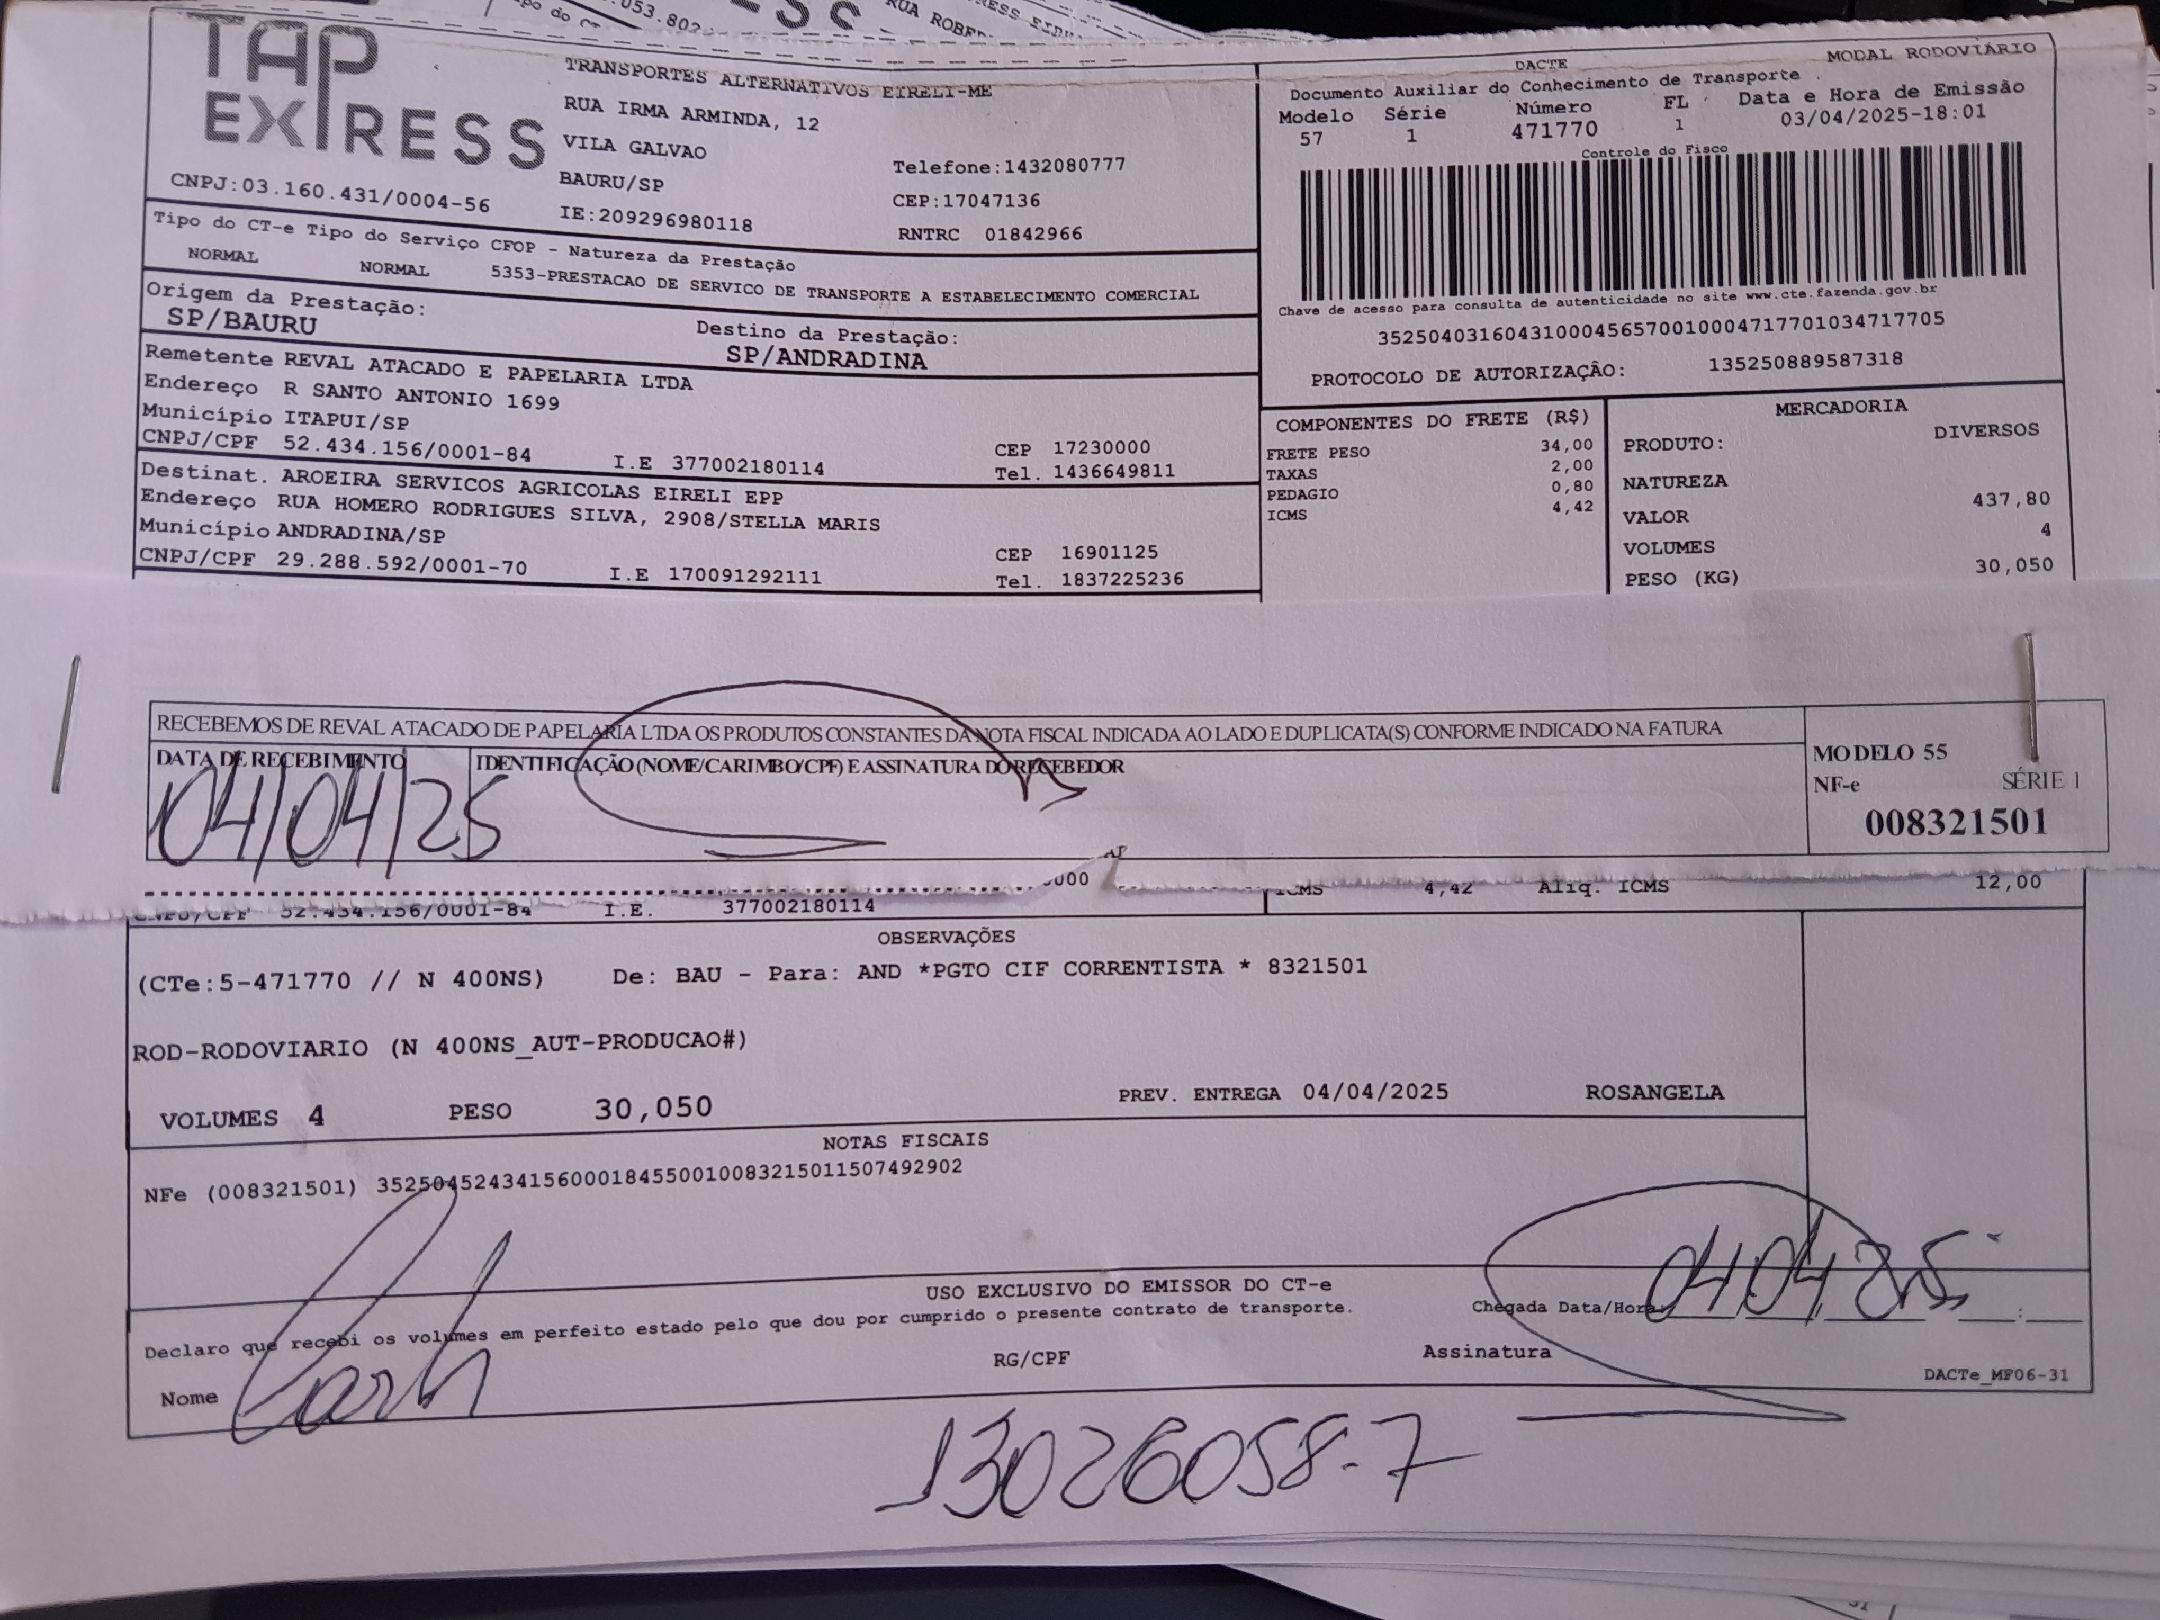 TAP
EXPRESS
CNPJ:03.160.431/0004-56
TRANSPORTES ALTERNATIVOS EIRELI-ME
RUA IRMA ARMINDA, 12
VILA GALVAO
BAURU/SP
IE:209296980118
Telefone:1432080777
CEP:17047136
RNTRC 01842966
DACTE
MODAL RODOVIÁRIO
Documento Auxiliar do Conhecimento de Transporte
Modelo Série Número FL Data e Hora de Emissão
57 1 471770 1 03/04/2025-18:01
Controle do Fisco
Chave de acesso para consulta de autenticidade no site www.cte.fazenda.gov.br
35250403160431000456570010004717701034717705
PROTOCOLO DE AUTORIZAÇÃO: 135250889587318
Tipo do CT-e Tipo do Serviço CFOP - Natureza da Prestação
NORMAL NORMAL 5353-PRESTACAO DE SERVICO DE TRANSPORTE A ESTABELECIMENTO COMERCIAL
Origem da Prestação: Destino da Prestação:
SP/BAURU SP/ANDRADINA
Remetente REVAL ATACADO E PAPELARIA LTDA
Endereço R SANTO ANTONIO 1699
Município ITAPUI/SP CEP 17230000
CNPJ/CPF 52.434.156/0001-84 I.E 377002180114 Tel. 1436649811
Destinat. AROEIRA SERVICOS AGRICOLAS EIRELI EPP
Endereço RUA HOMERO RODRIGUES SILVA, 2908/STELLA MARIS
Município ANDRADINA/SP CEP 16901125
CNPJ/CPF 29.288.592/0001-70 I.E 170091292111 Tel. 1837225236
COMPONENTES DO FRETE (R$)
FRETE PESO 34,00
TAXAS 2,00
PEDAGIO 0,80
ICMS 4,42
MERCADORIA
PRODUTO: DIVERSOS
NATUREZA
VALOR 437,80
VOLUMES 4
PESO (KG) 30,050
RECEBEMOS DE REVAL ATACADO DE PAPELARIA LTDA OS PRODUTOS CONSTANTES DA NOTA FISCAL INDICADA AO LADO E DUPLICATA(S) CONFORME INDICADO NA FATURA
DATA DE RECEBIMENTO IDENTIFICAÇÃO (NOME/CARIMBO/CPF) E ASSINATURA DO RECEBEDOR
04/04/25
MODELO 55
NF-e SÉRIE 1
008321501
ICMS 4,42 Aliq. ICMS 12,00
CNPJ/CPF 52.434.156/0001-84 I.E. 377002180114
OBSERVAÇÕES
(CTe:5-471770 // N 400NS) De: BAU - Para: AND *PGTO CIF CORRENTISTA * 8321501
ROD-RODOVIARIO (N 400NS_AUT-PRODUCAO#)
VOLUMES 4 PESO 30,050 PREV. ENTREGA 04/04/2025 ROSANGELA
NOTAS FISCAIS
NFe (008321501) 35250452434156000184550010083215011507492902
USO EXCLUSIVO DO EMISSOR DO CT-e
Declaro que recebi os volumes em perfeito estado pelo que dou por cumprido o presente contrato de transporte.
Chegada Data/Hora: 04 04 25
Nome RG/CPF Assinatura
DACTe_MF06-31
13026058-7